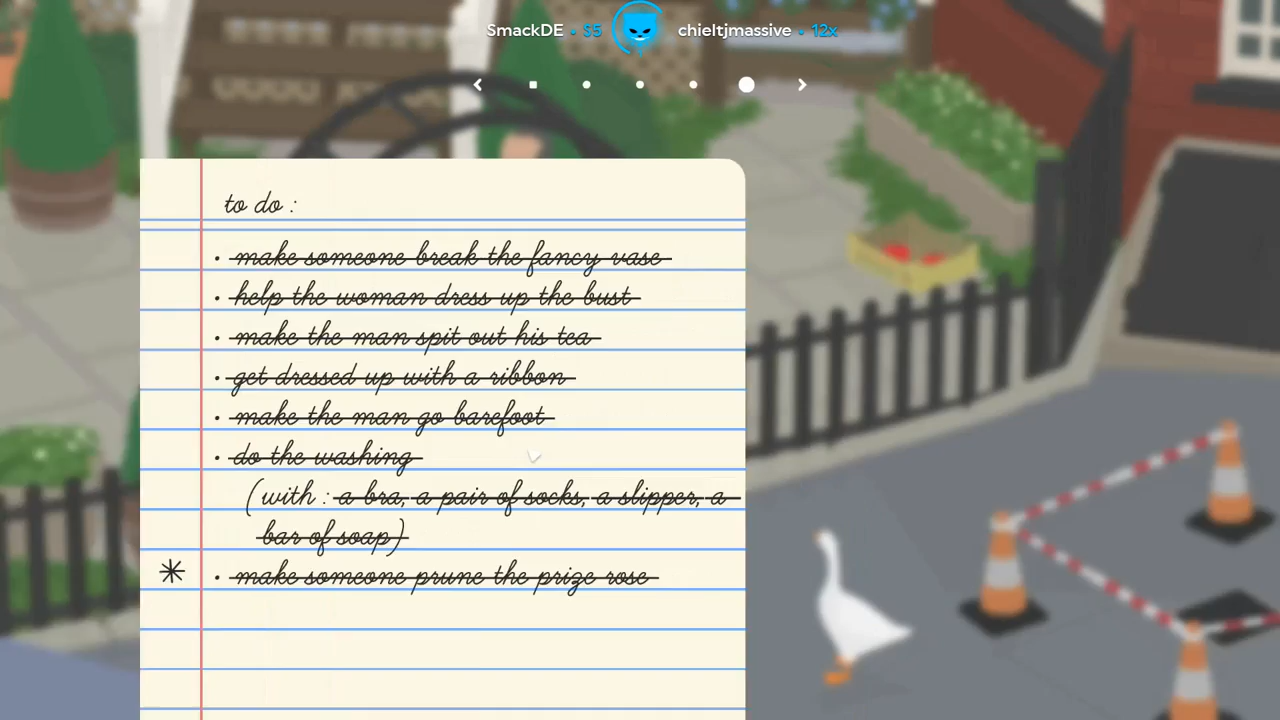 SmackDE • $5 chieltjmassive • 12x
to do :
• make someone break the fancy vase
• help the woman dress up the bust
• make the man spit out his tea
• get dressed up with a ribbon
• make the man go barefoot
• do the washing
(with : a bra, a pair of socks, a slipper, a
bar of soap)
* • make someone prune the prize rose